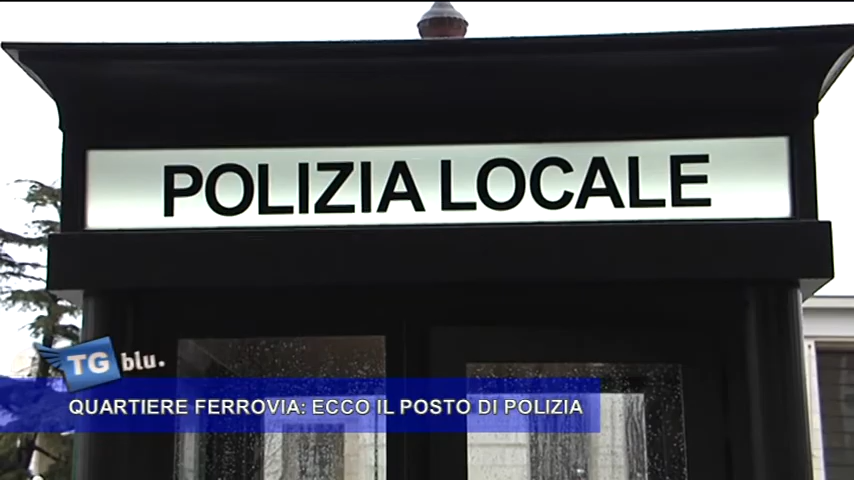 POLIZIA LOCALE
TG blu.
QUARTIERE FERROVIA: ECCO IL POSTO DI POLIZIA